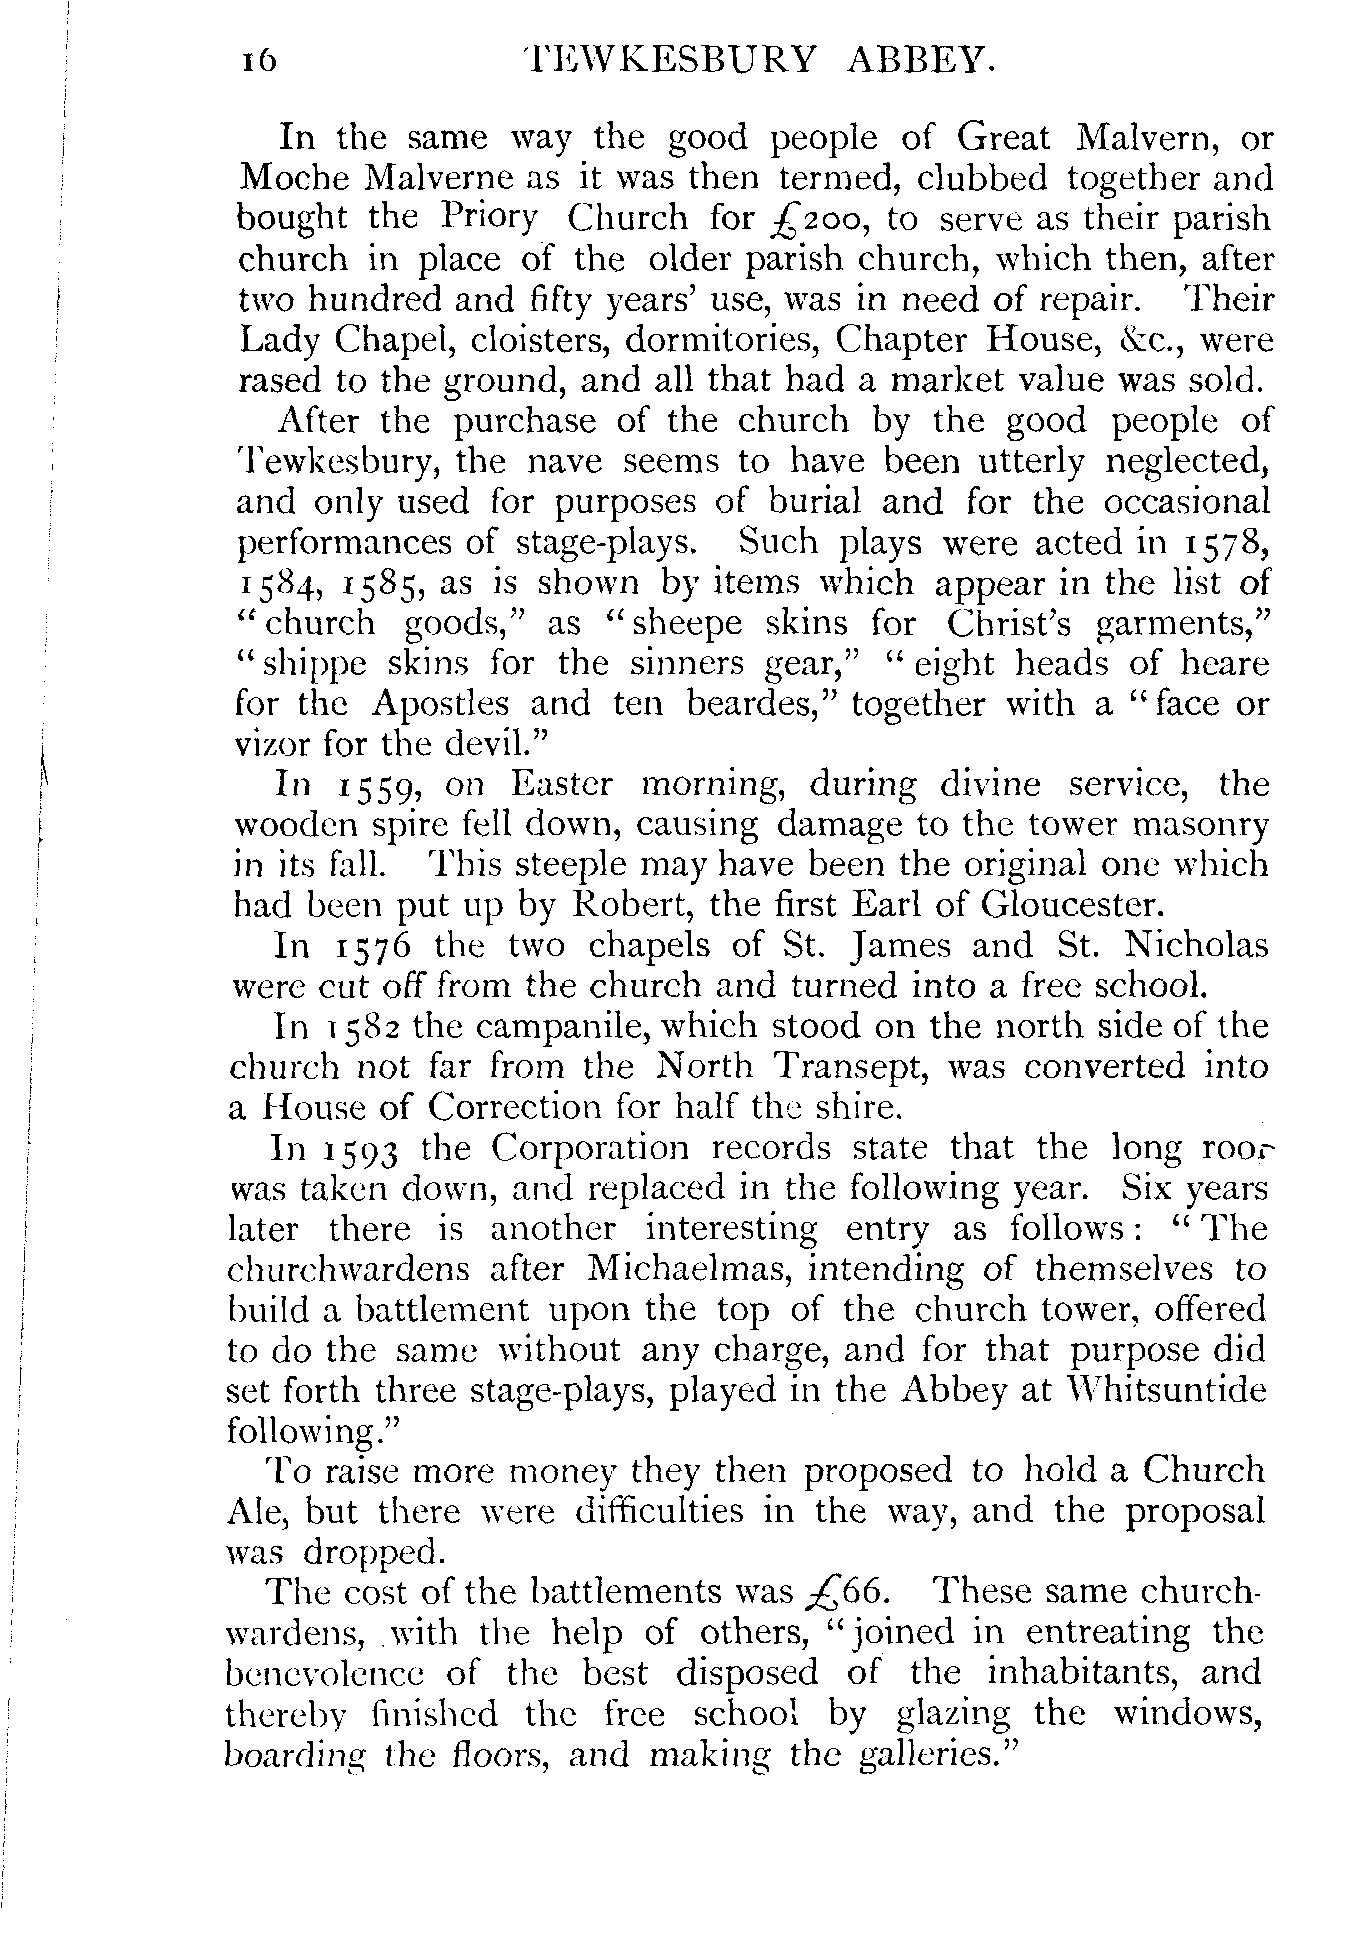 16 TEWKESBURY ABBEY.
In the same way the good people of Great Malvern, or
Moche Malverne as it was then termed, clubbed together and
bought the Priory Church for £200, to serve as their parish
church in place of the older parish church, which then, after
two hundred and fifty years' use, was in need of repair. Their
Lady Chapel, cloisters, dormitories, Chapter House, &c., were
rased to the ground, and all that had a market value was sold.
After the purchase of the church by the good people of
Tewkesbury, the nave seems to have been utterly neglected,
and only used for purposes of burial and for the occasional
performances of stage-plays. Such plays were acted in 1578,
1584, 1585, as is shown by items which appear in the list of
“church goods,” as “sheepe skins for Christ's garments,”
“shippe skins for the sinners gear,” “eight heads of heare
for the Apostles and ten beardes,” together with a “face or
vizor for the devil.”
In 1559, on Easter morning, during divine service, the
wooden spire fell down, causing damage to the tower masonry
in its fall. This steeple may have been the original one which
had been put up by Robert, the first Earl of Gloucester.
In 1576 the two chapels of St. James and St. Nicholas
were cut off from the church and turned into a free school.
In 1582 the campanile, which stood on the north side of the
church not far from the North Transept, was converted into
a House of Correction for half the shire.
In 1593 the Corporation records state that the long roof
was taken down, and replaced in the following year. Six years
later there is another interesting entry as follows: “The
churchwardens after Michaelmas, intending of themselves to
build a battlement upon the top of the church tower, offered
to do the same without any charge, and for that purpose did
set forth three stage-plays, played in the Abbey at Whitsuntide
following.”
To raise more money they then proposed to hold a Church
Ale, but there were difficulties in the way, and the proposal
was dropped.
The cost of the battlements was £66. These same church-
wardens, with the help of others, “joined in entreating the
benevolence of the best disposed of the inhabitants, and
thereby finished the free school by glazing the windows,
boarding the floors, and making the galleries.”